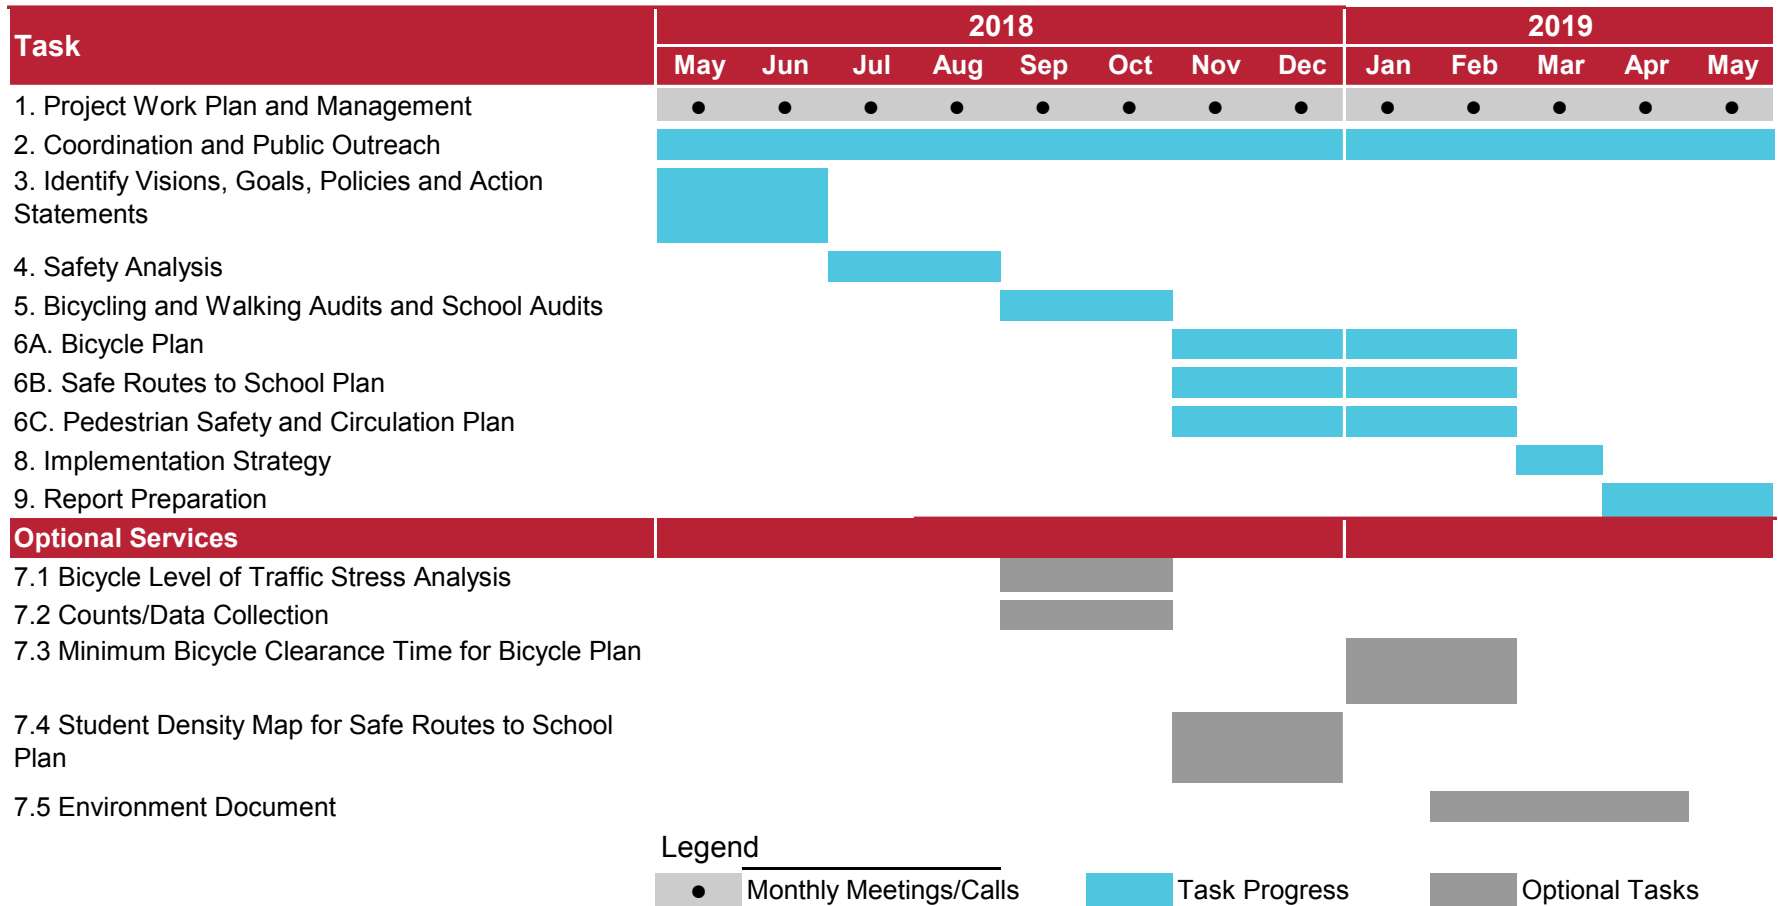 Task
2018
2019
May Jun Jul Aug Sep Oct Nov Dec Jan Feb Mar Apr May
1. Project Work Plan and Management
2. Coordination and Public Outreach
3. Identify Visions, Goals, Policies and Action
Statements
4. Safety Analysis
5. Bicycling and Walking Audits and School Audits
6A. Bicycle Plan
6B. Safe Routes to School Plan
6C. Pedestrian Safety and Circulation Plan
8. Implementation Strategy
9. Report Preparation
Optional Services
7.1 Bicycle Level of Traffic Stress Analysis
7.2 Counts/Data Collection
7.3 Minimum Bicycle Clearance Time for Bicycle Plan
7.4 Student Density Map for Safe Routes to School
Plan
7.5 Environment Document
Legend
Monthly Meetings/Calls Task Progress Optional Tasks